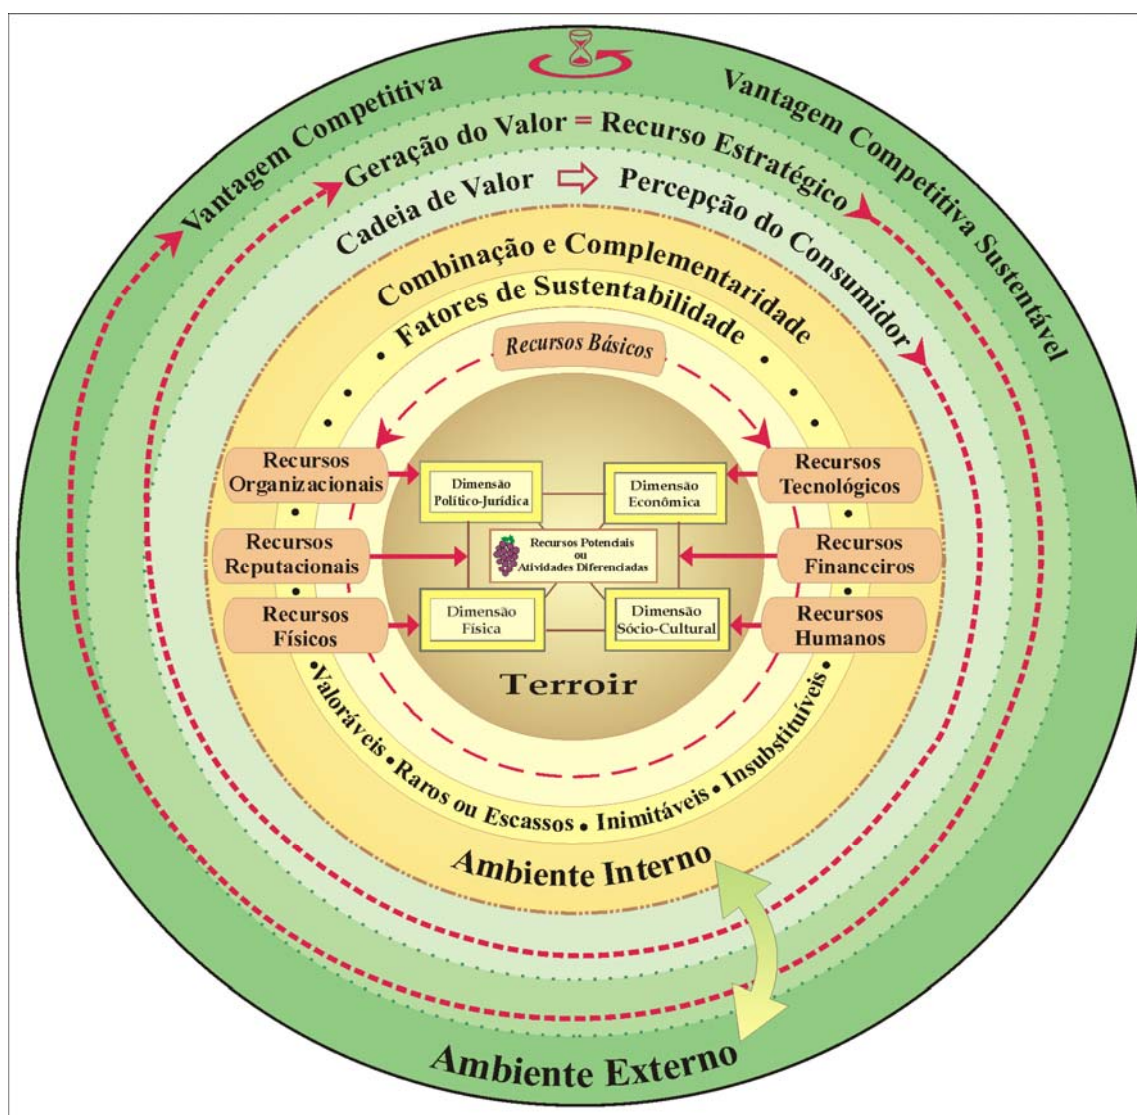 Vantagem Competitiva
Vantagem Competitiva Sustentável
Geração do Valor = Recurso Estratégico
Cadeia de Valor
Percepção do Consumidor
Combinação e Complementaridade
Fatores de Sustentabilidade
Recursos Básicos
Recursos
Organizacionais
Dimensão
Político-Jurídica
Dimensão
Econômica
Recursos
Tecnológicos
Recursos
Reputacionais
Recursos Potenciais
ou
Atividades Diferenciadas
Recursos
Financeiros
Recursos
Físicos
Dimensão
Física
Dimensão
Sócio-Cultural
Recursos
Humanos
Terroir
• Valoráveis • Raros ou Escassos • Inimitáveis • Insubstituíveis •
Ambiente Interno
Ambiente Externo